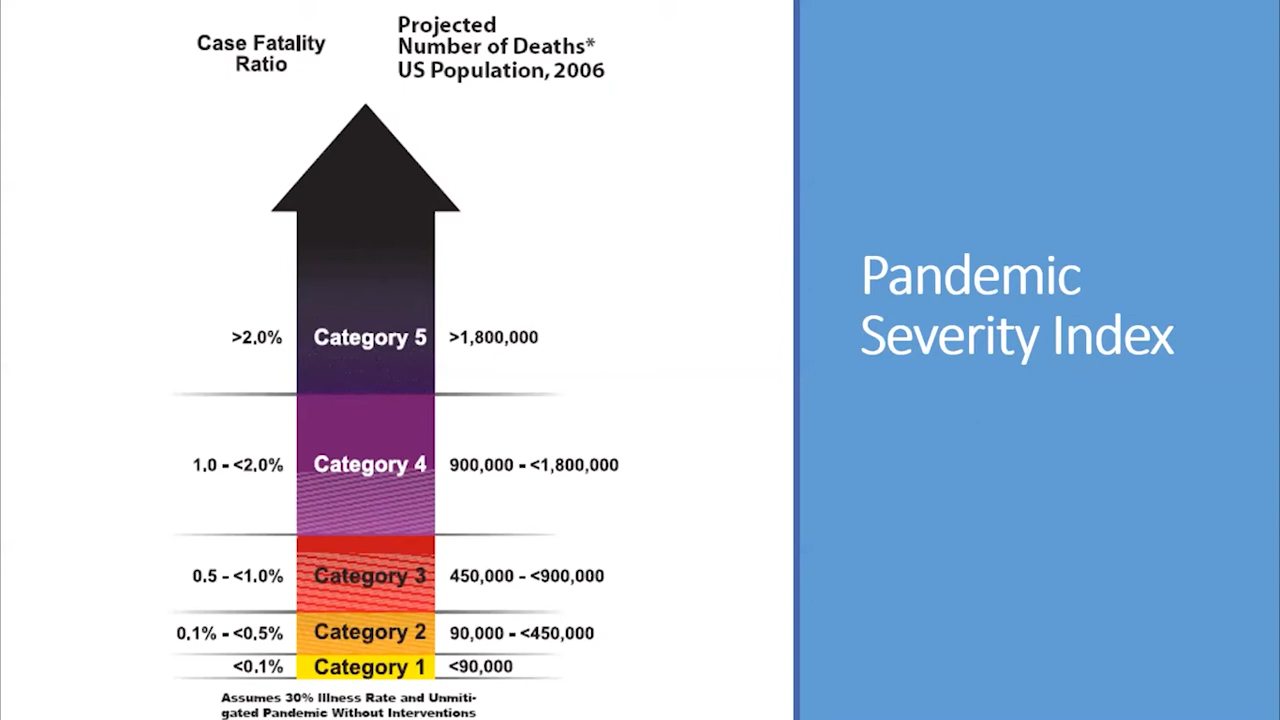 Case Fatality
Ratio
Projected
Number of Deaths*
US Population, 2006
>2.0% Category 5 >1,800,000
1.0 - <2.0% Category 4 900,000 - <1,800,000
0.5 - <1.0% Category 3 450,000 - <900,000
0.1% - <0.5% Category 2 90,000 - <450,000
<0.1% Category 1 <90,000
Assumes 30% Illness Rate and Unmiti-
gated Pandemic Without Interventions
Pandemic
Severity Index